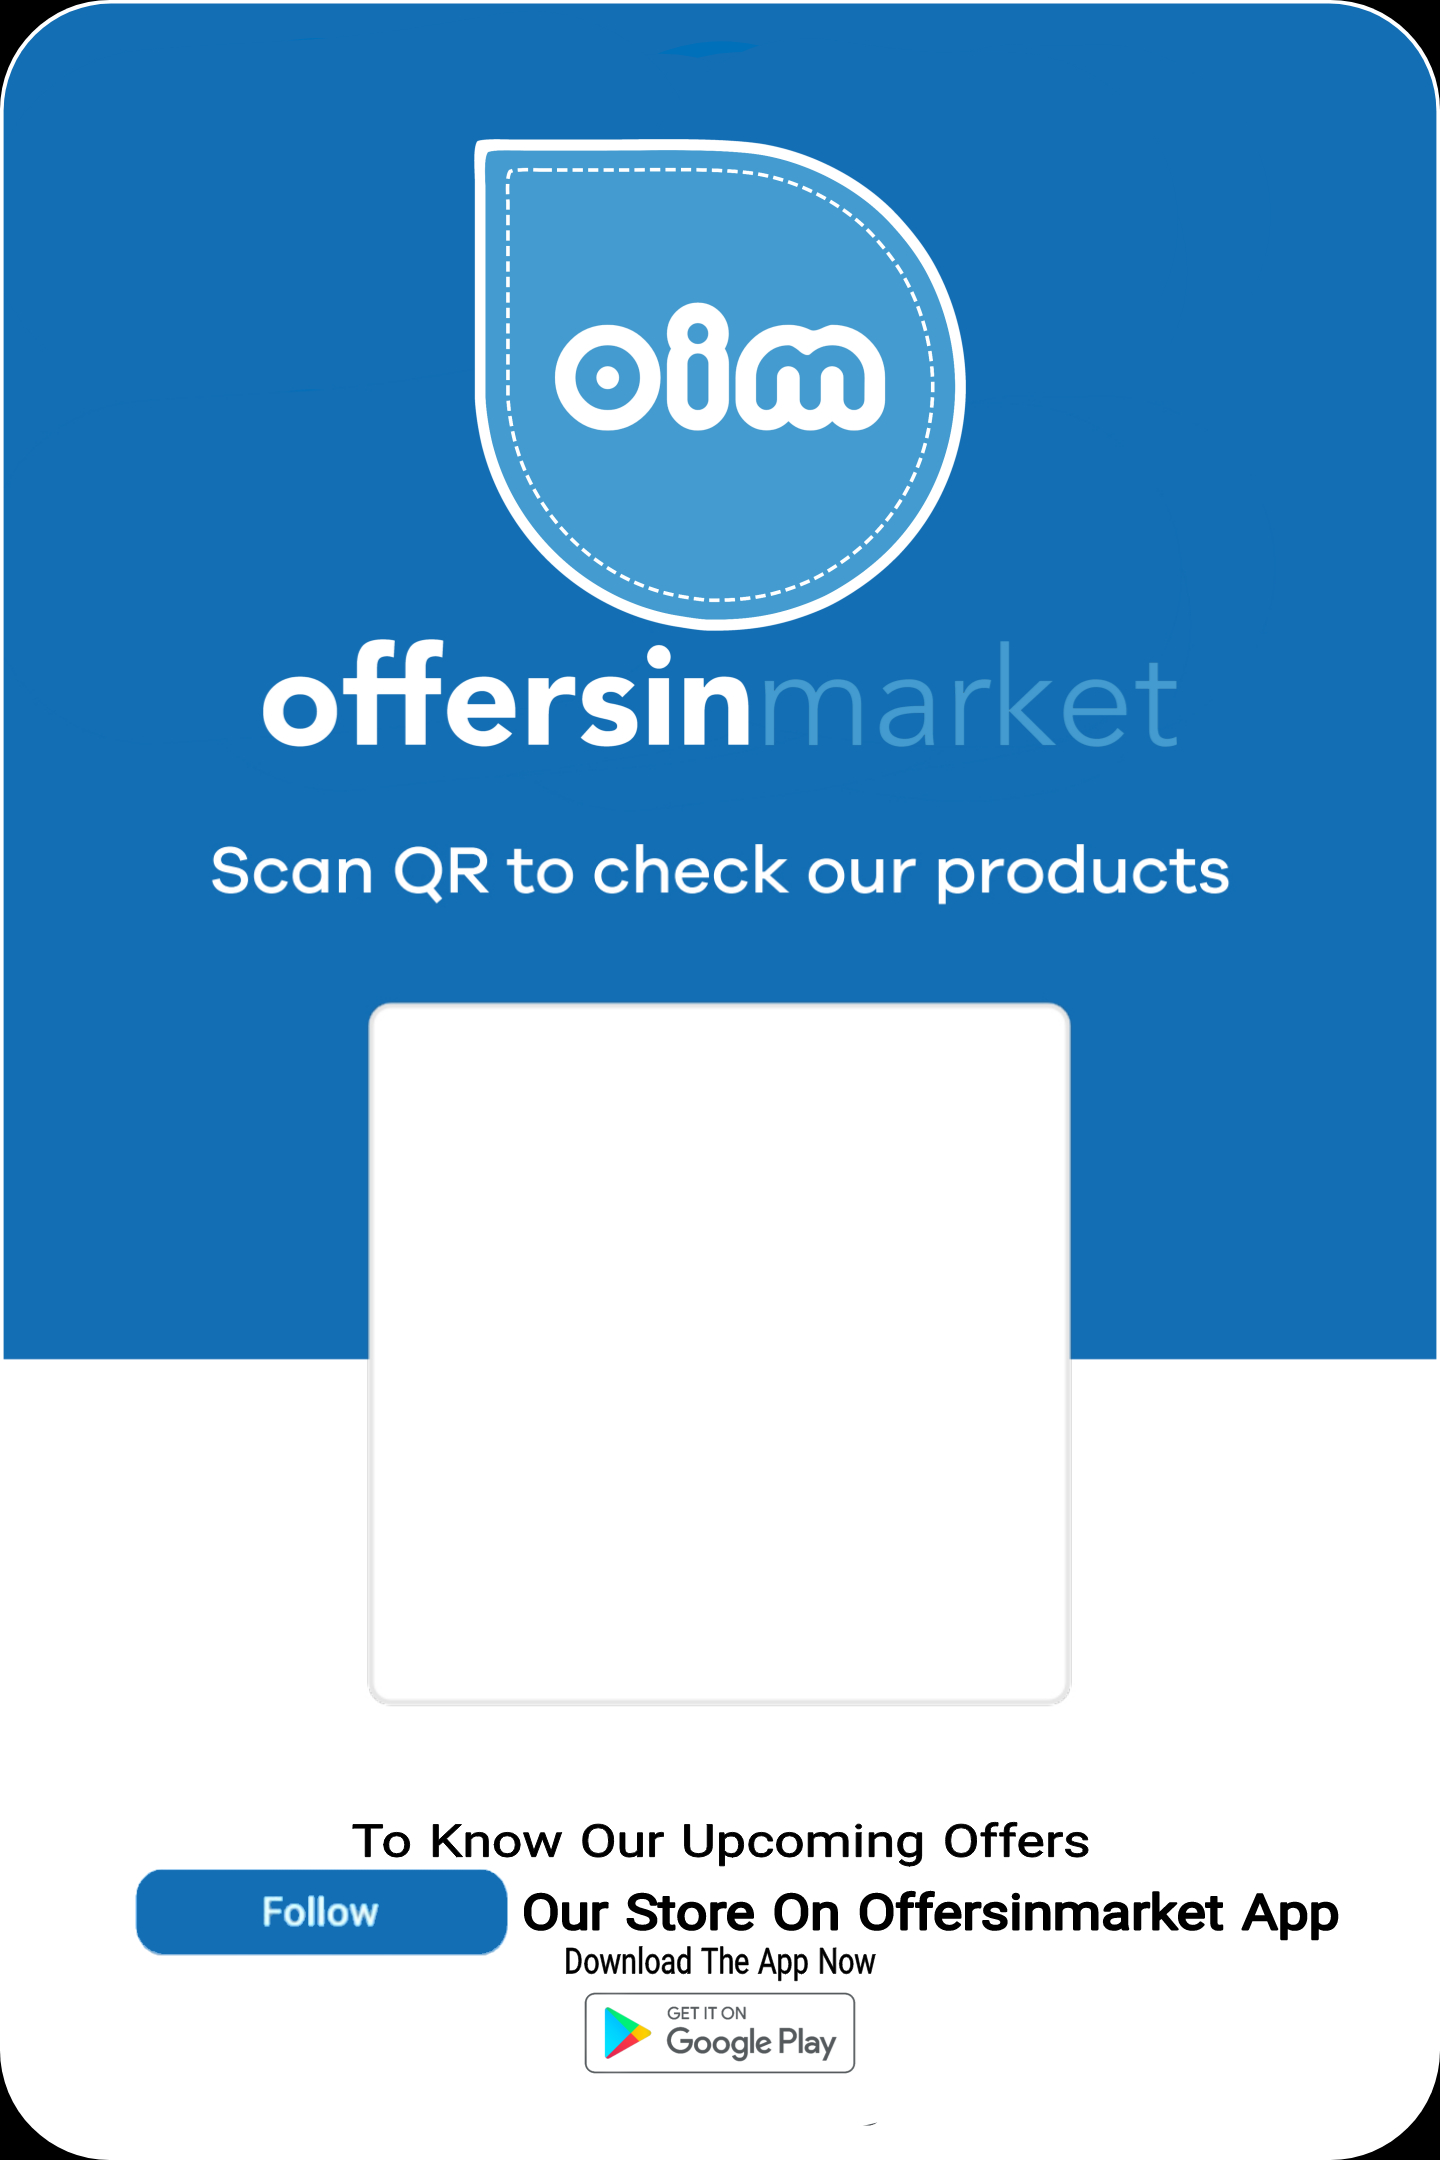 oim
offersinmarket
Scan QR to check our products
To Know Our Upcoming Offers
Follow Our Store On Offersinmarket App
Download The App Now
GET IT ON
Google Play